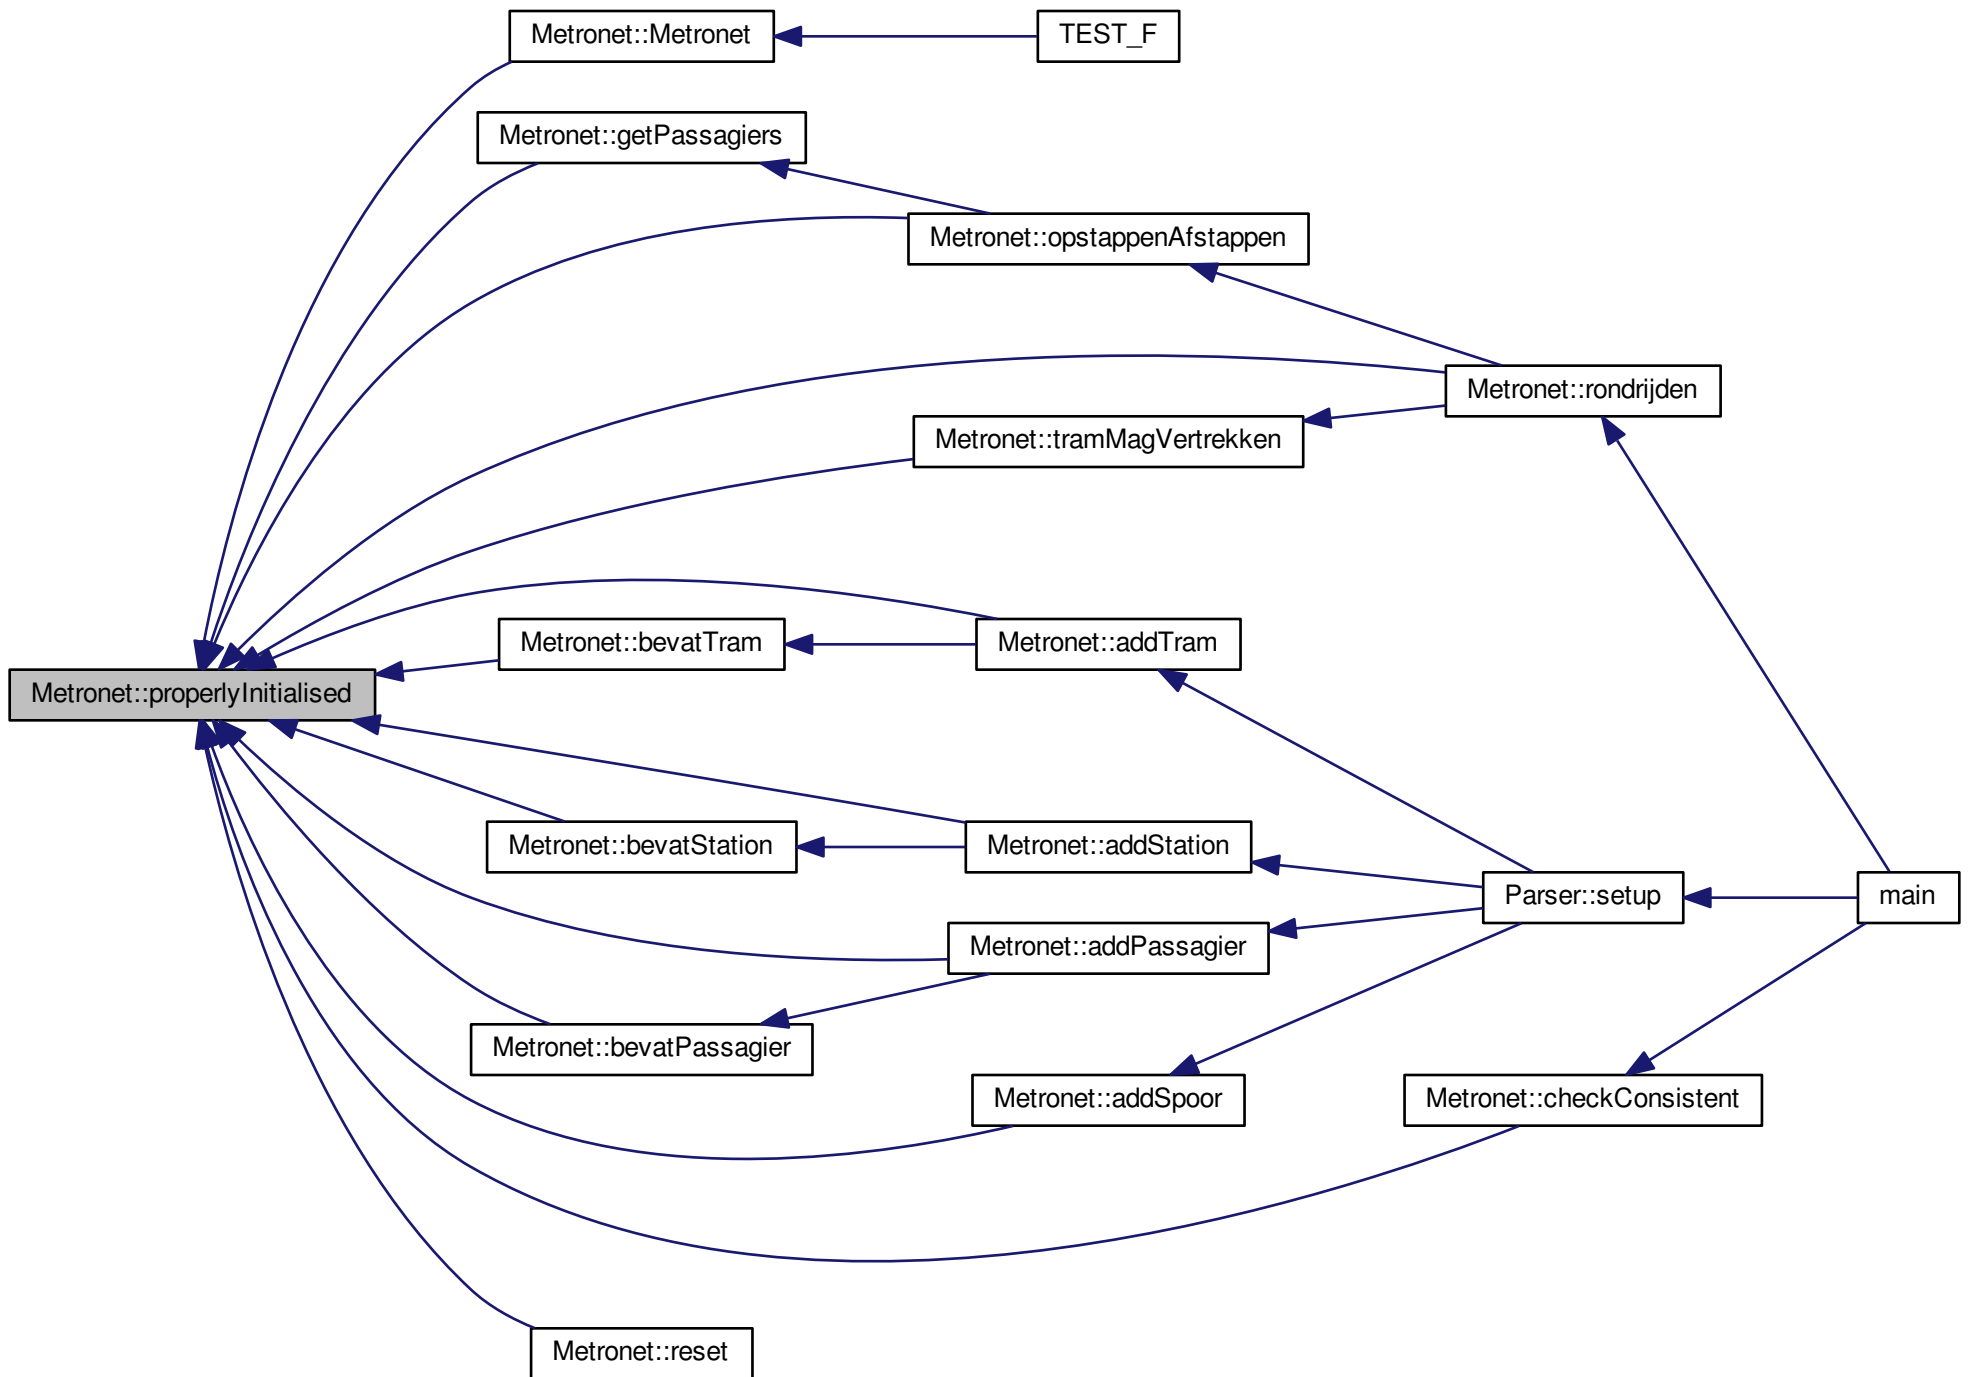 Metronet::Metronet
TEST_F
Metronet::getPassagiers
Metronet::opstappenAfstappen
Metronet::rondrijden
Metronet::tramMagVertrekken
Metronet::bevatTram
Metronet::addTram
Metronet::properlyInitialised
Metronet::bevatStation
Metronet::addStation
Parser::setup
main
Metronet::addPassagier
Metronet::bevatPassagier
Metronet::addSpoor
Metronet::checkConsistent
Metronet::reset